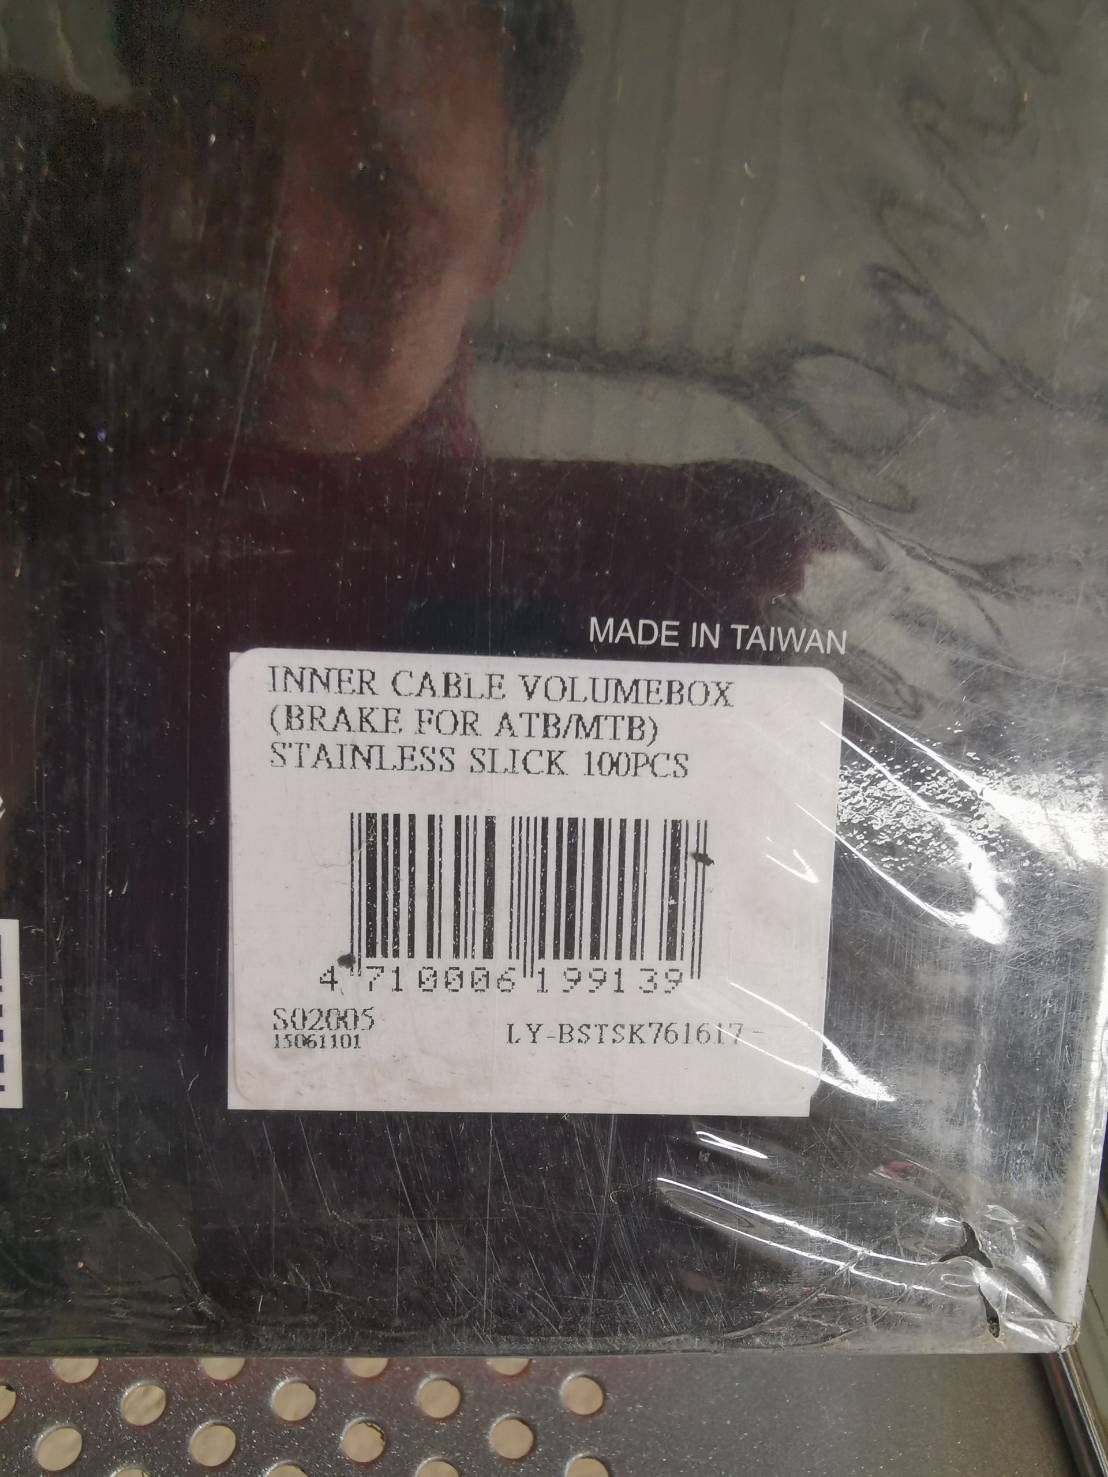 MADE IN TAIWAN
INNER CABLE VOLUMEBOX
(BRAKE FOR ATB/MTB)
STAINLESS SLICK 100PCS
4 710006 199139
S02005
15061101
LY-BSTSK761617-